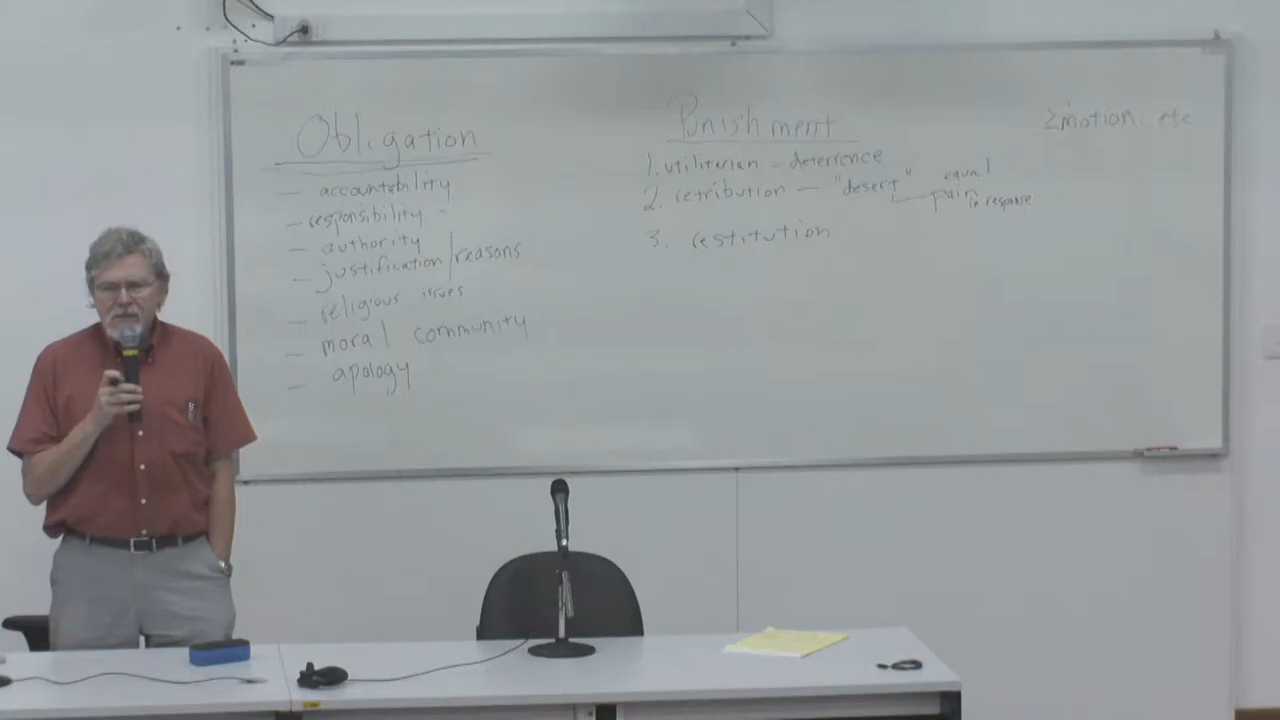 Obligation
— accountability
— responsibility -
— authority
— justification/reasons
— religious issues
— moral community
— apology
Punishment
1. utilitarian - deterrence
2. retribution — "desert" equal pain in response
3. restitution
etc